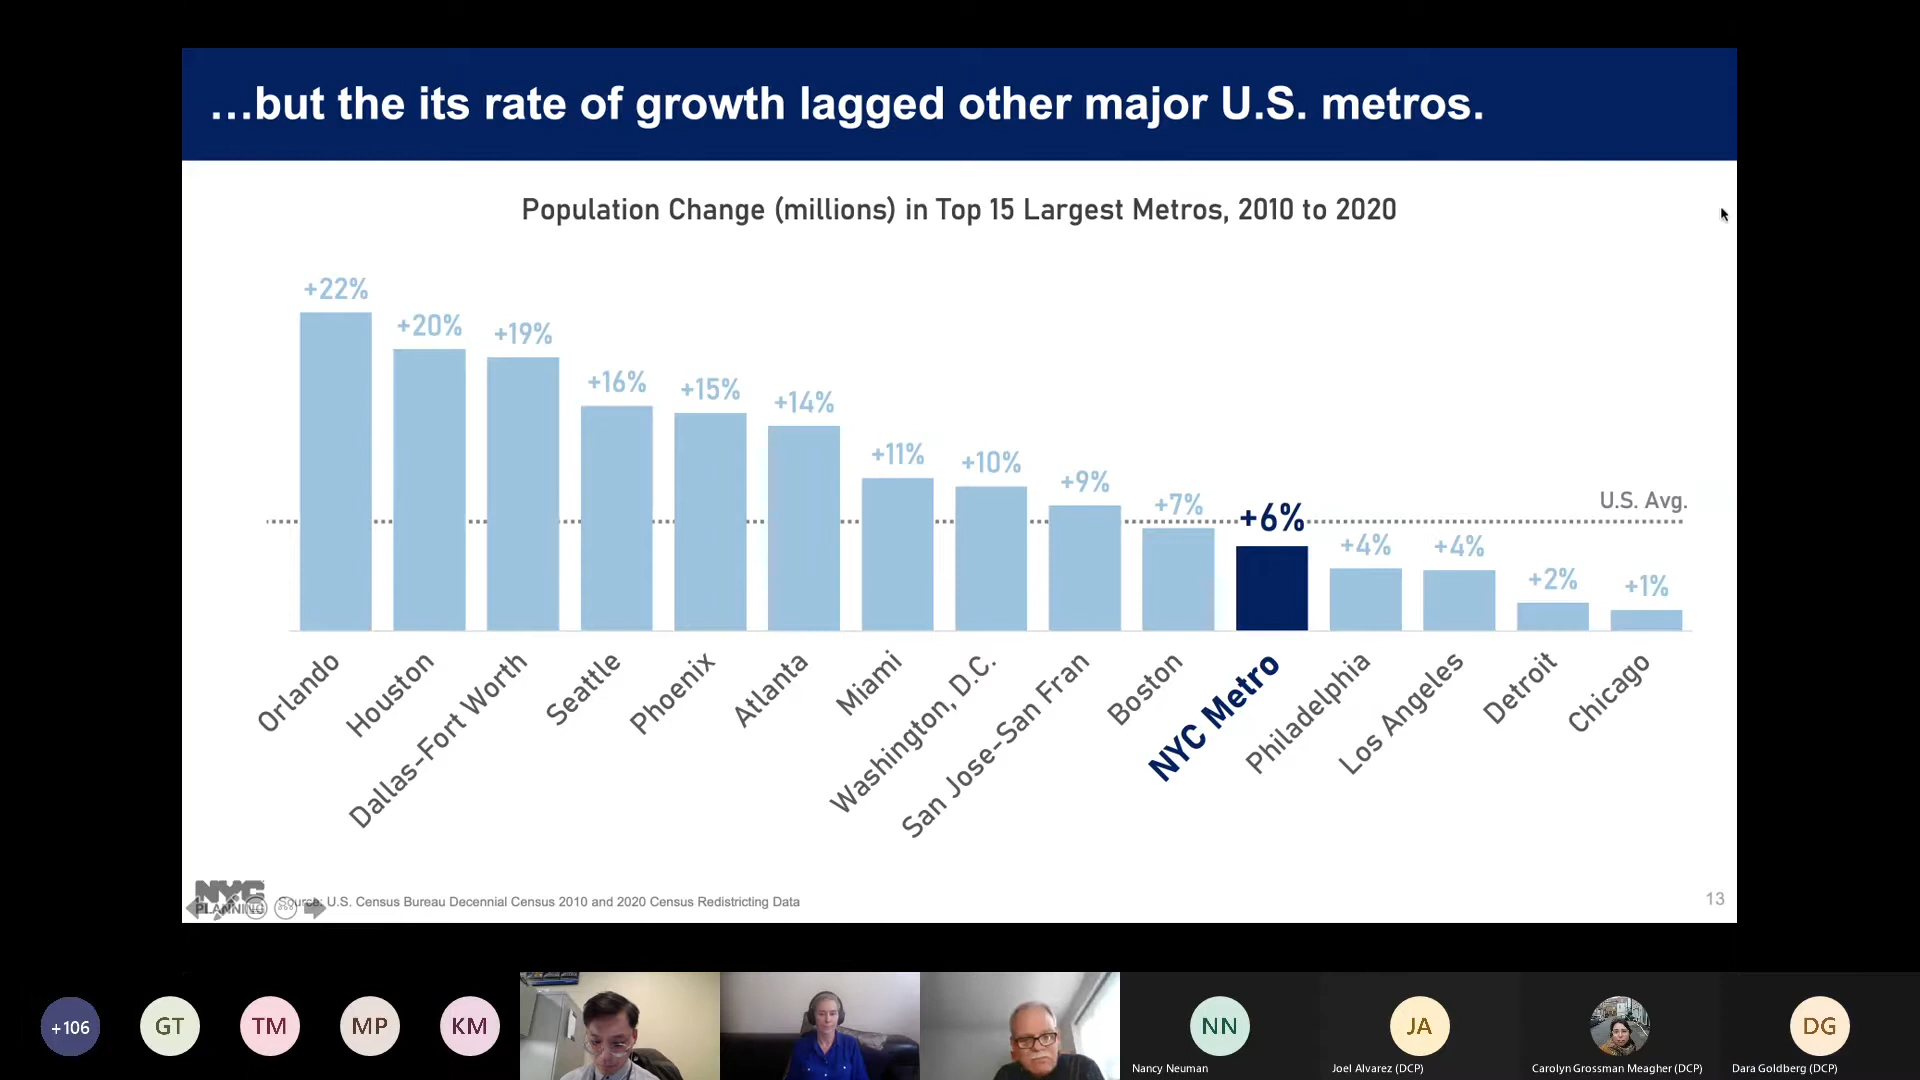 ...but the its rate of growth lagged other major U.S. metros.
Population Change (millions) in Top 15 Largest Metros, 2010 to 2020
+22%
+20%
+19%
+16%
+15%
+14%
+11%
+10%
+9%
+7%
+6%
+4%
+4%
+2%
+1%
U.S. Avg.
Orlando
Houston
Dallas-Fort Worth
Seattle
Phoenix
Atlanta
Miami
Washington, D.C.
San Jose-San Fran
Boston
NYC Metro
Philadelphia
Los Angeles
Detroit
Chicago
NYC
PLANNING
Source: U.S. Census Bureau Decennial Census 2010 and 2020 Census Redistricting Data
13
+106
GT
TM
MP
KM
NN
Nancy Neuman
JA
Joel Alvarez (DCP)
Carolyn Grossman Meagher (DCP)
DG
Dara Goldberg (DCP)